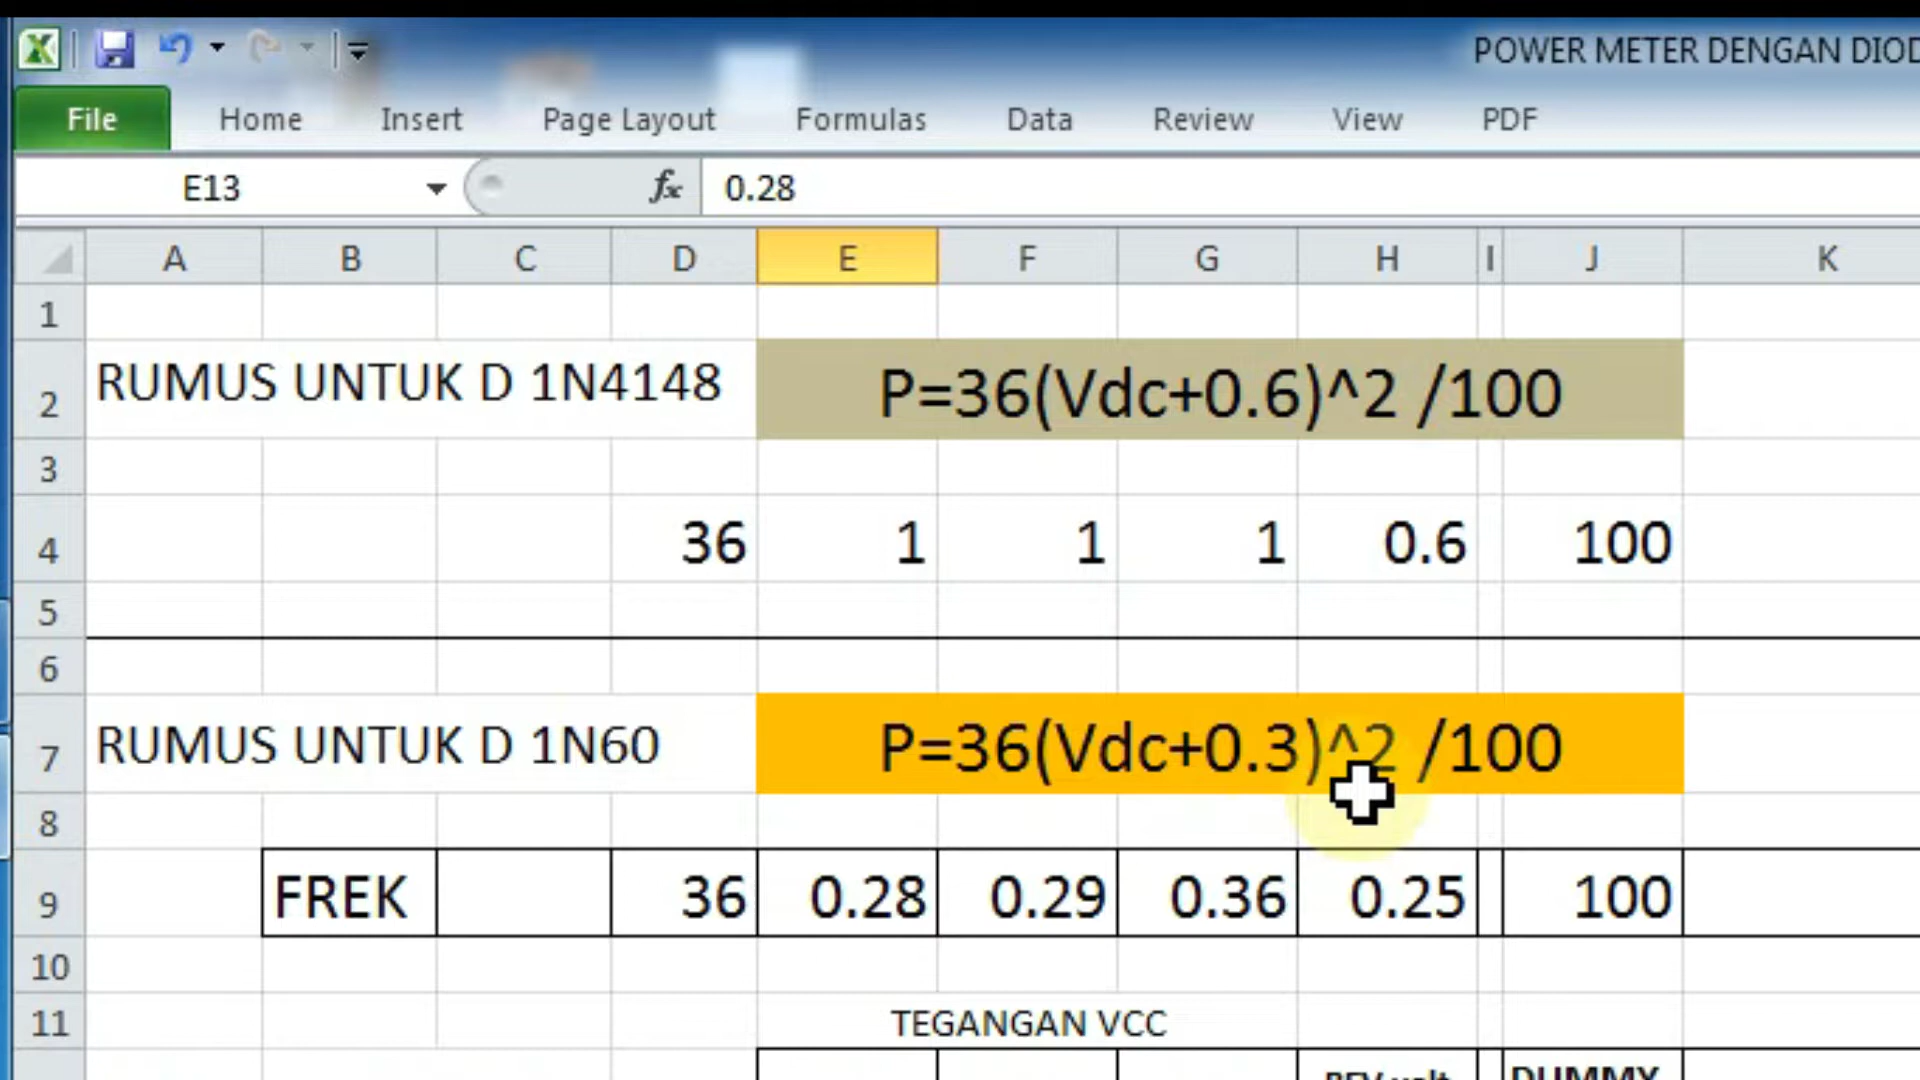 POWER METER DENGAN DIOD
File Home Insert Page Layout Formulas Data Review View PDF
E13 fx 0.28
A B C D E F G H I J K
1
2 RUMUS UNTUK D 1N4148 P=36(Vdc+0.6)^2 /100
3
4 36 1 1 1 0.6 100
5
6
7 RUMUS UNTUK D 1N60 P=36(Vdc+0.3)^2 /100
8
9 FREK 36 0.28 0.29 0.36 0.25 100
10
11 TEGANGAN VCC
DUMMY